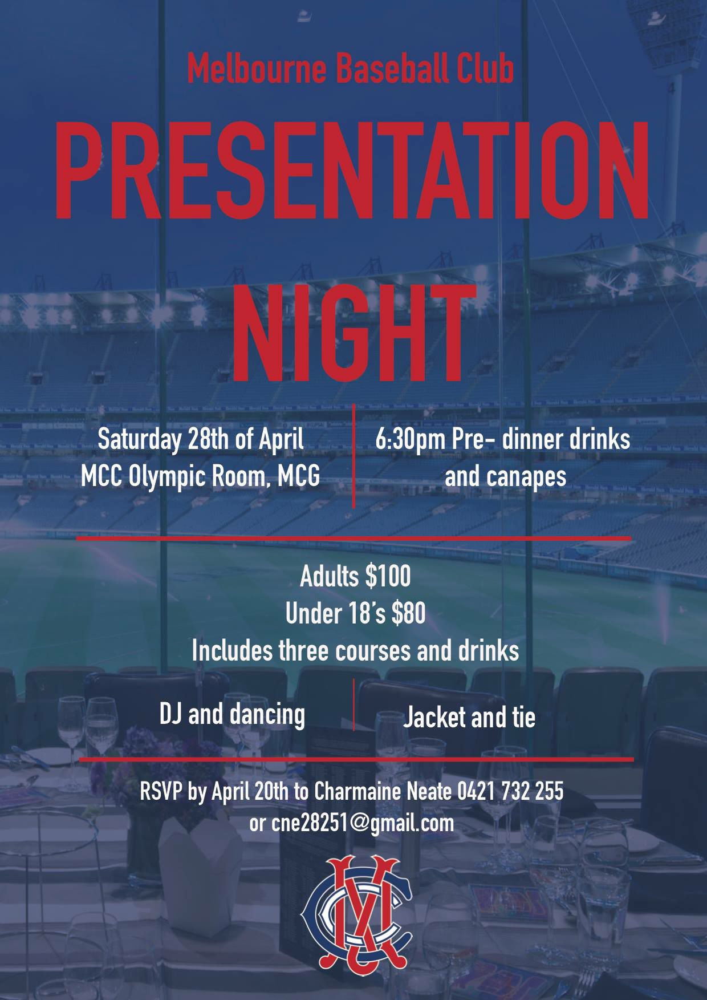 Melbourne Baseball Club
PRESENTATION
NIGHT
Saturday 28th of April
MCC Olympic Room, MCG
6:30pm Pre- dinner drinks
and canapes
Adults $100
Under 18's $80
Includes three courses and drinks
DJ and dancing
Jacket and tie
RSVP by April 20th to Charmaine Neate 0421 732 255
or cne28251@gmail.com
MCC